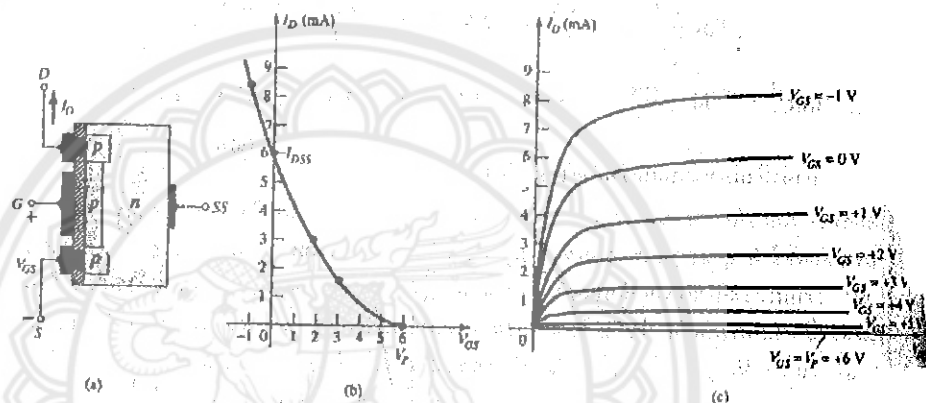 D
I_D
p
G
+
p
n
SS
V_GS
p
−
S
(a)
I_D (mA)
9
8
7
6
I_DSS
5
4
3
2
1
−1 0 1 2 3 4 5 6
V_P
V_GS
(b)
I_D (mA)
9
8
7
6
5
4
3
2
1
0
V_GS = −1 V
V_GS = 0 V
V_GS = +1 V
V_GS = +2 V
V_GS = +3 V
V_GS = +4 V
V_GS = +5 V
V_GS = V_P = +6 V
(c)